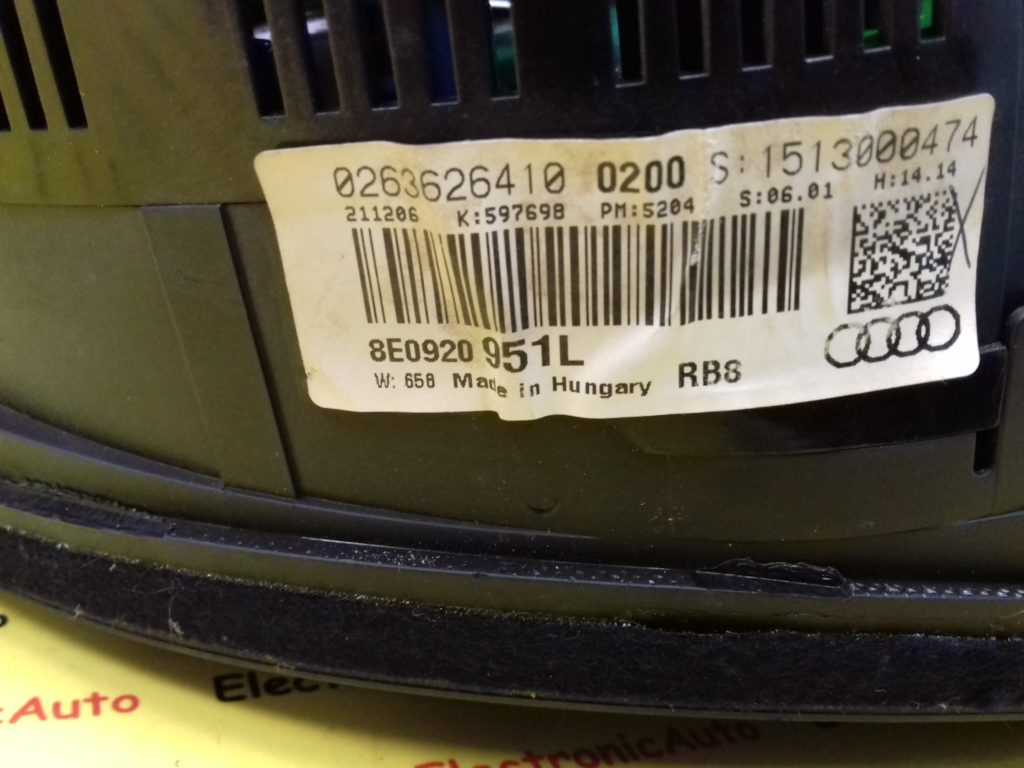 0263626410 0200 S:1513000474
211206 K:597698 PM:5204 S:06.01 H:14.14
8E0920 951L
W: 658 Made in Hungary RB8
Auto
ElectronicAuto